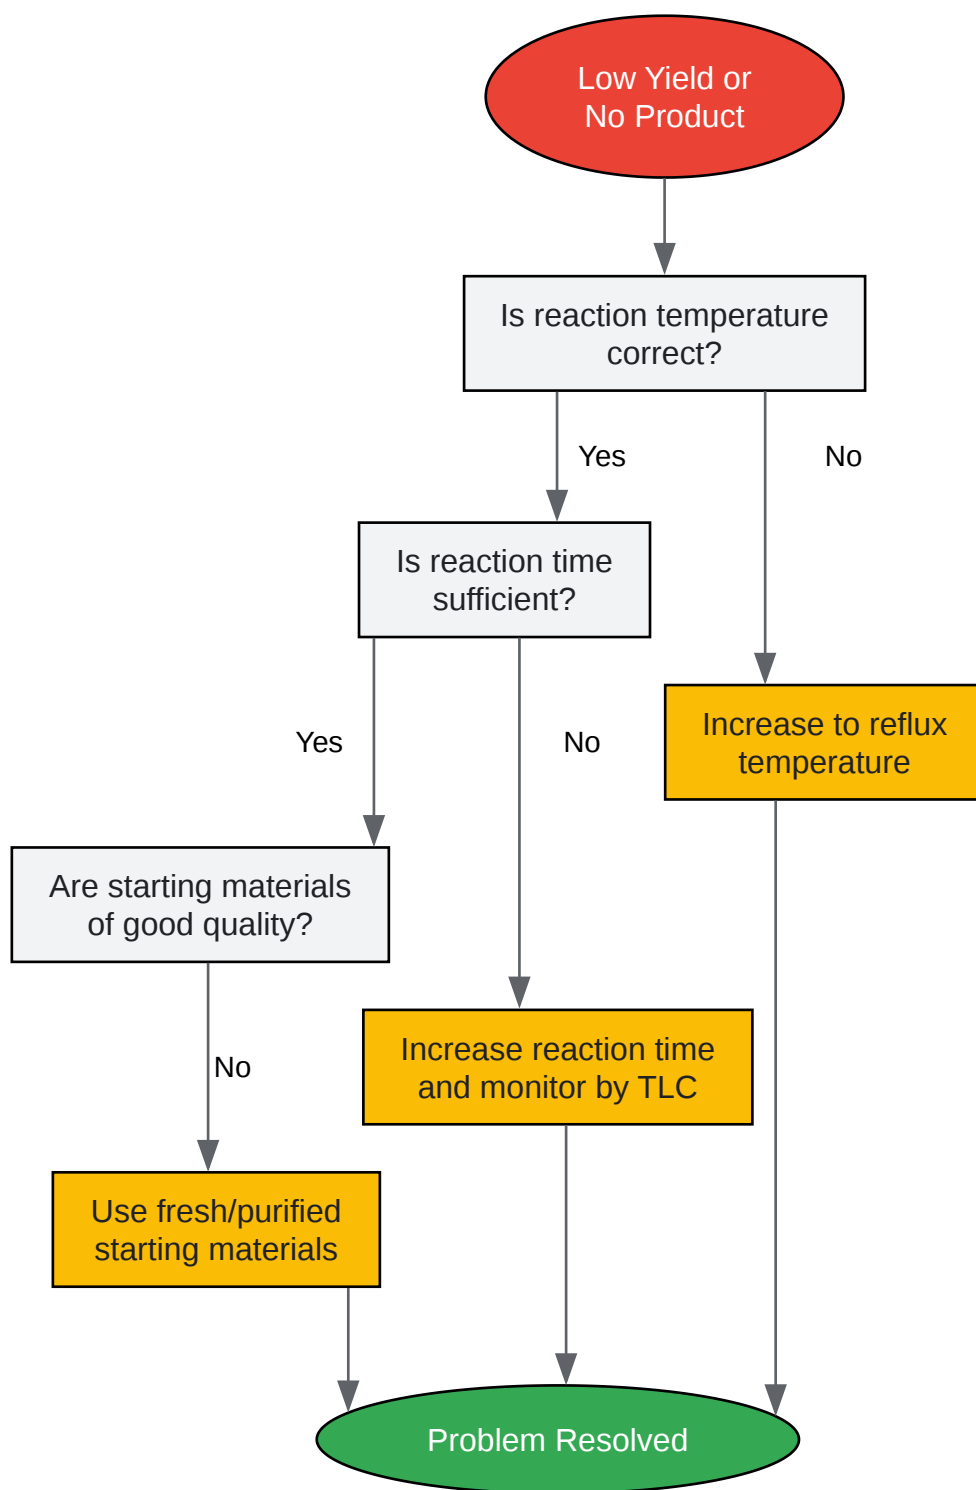 Low Yield or
No Product
Is reaction temperature
correct?
Yes
No
Is reaction time
sufficient?
Increase to reflux
temperature
Yes
No
Are starting materials
of good quality?
Increase reaction time
and monitor by TLC
No
Use fresh/purified
starting materials
Problem Resolved